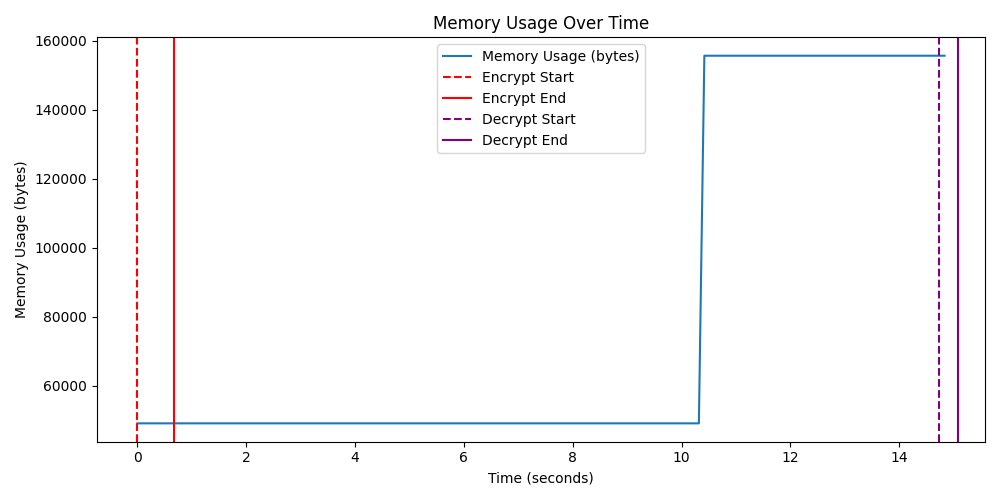 Memory Usage Over Time
Memory Usage (bytes)
160000
140000
120000
100000
80000
60000
Memory Usage (bytes)
Encrypt Start
Encrypt End
Decrypt Start
Decrypt End
0 2 4 6 8 10 12 14
Time (seconds)